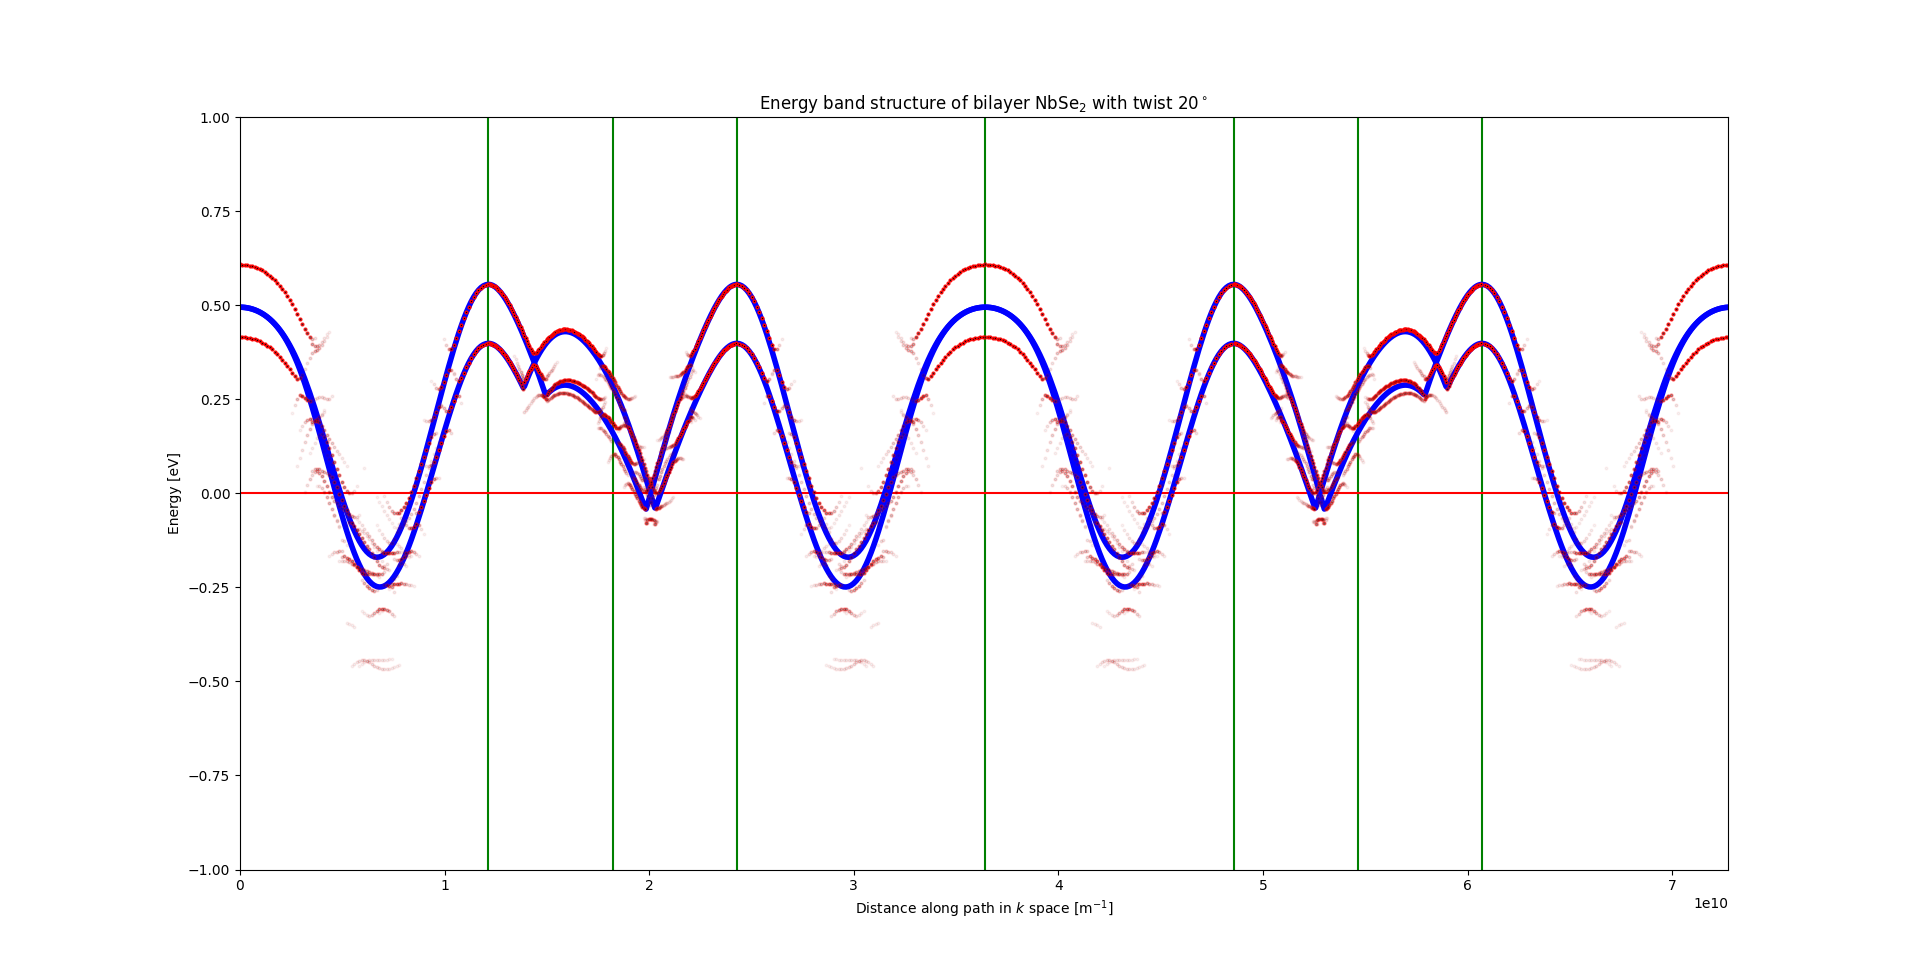 Energy band structure of bilayer NbSe₂ with twist 20°
1.00
0.75
0.50
0.25
0.00
−0.25
−0.50
−0.75
−1.00
Energy [eV]
0 1 2 3 4 5 6 7
1e10
Distance along path in k space [m⁻¹]